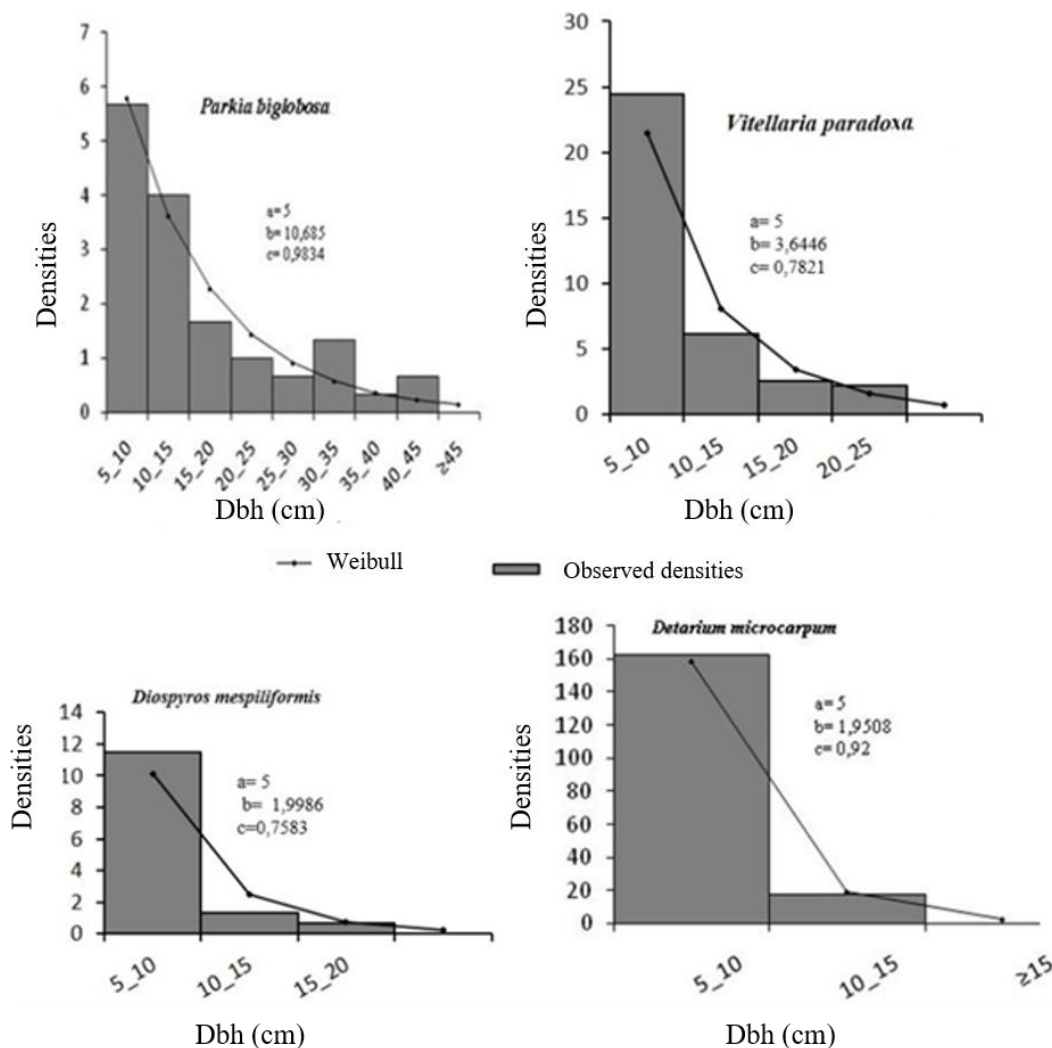 Parkia biglobosa
Densities
7
6
5
4
3
2
1
0
a= 5
b= 10,685
c= 0,9834
5_10
10_15
15_20
20_25
25_30
30_35
35_40
40_45
≥45
Dbh (cm)
Vitellaria paradoxa
Densities
30
25
20
15
10
5
0
a= 5
b= 3,6446
c= 0,7821
5_10
10_15
15_20
20_25
Dbh (cm)
Weibull
Observed densities
Diospyros mespiliformis
Densities
14
12
10
8
6
4
2
0
a= 5
b= 1,9986
c=0,7583
5_10
10_15
15_20
Dbh (cm)
Detarium microcarpum
Densities
180
160
140
120
100
80
60
40
20
0
a= 5
b= 1,9508
c= 0,92
5_10
10_15
≥15
Dbh (cm)